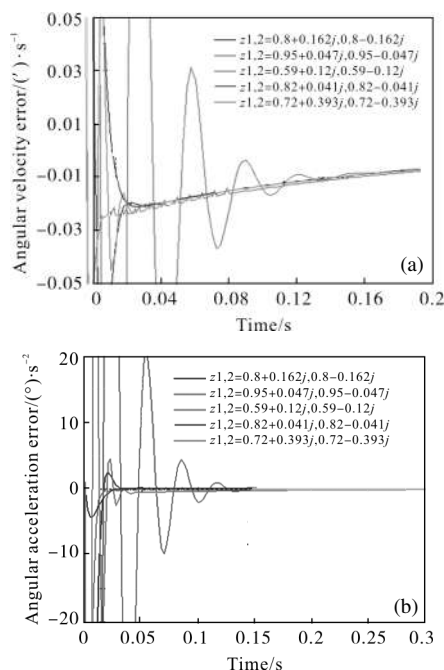 0.05
z1,2=0.8+0.162j,0.8−0.162j
z1,2=0.95+0.047j,0.95−0.047j
z1,2=0.59+0.12j,0.59−0.12j
z1,2=0.82+0.041j,0.82−0.041j
z1,2=0.72+0.393j,0.72−0.393j
0.03
0.01
−0.01
−0.03
−0.05
Angular velocity error/(′)·s⁻¹
(a)
0 0.04 0.08 0.12 0.16 0.2
Time/s
20
z1,2=0.8+0.162j,0.8−0.162j
z1,2=0.95+0.047j,0.95−0.047j
z1,2=0.59+0.12j,0.59−0.12j
z1,2=0.82+0.041j,0.82−0.041j
z1,2=0.72+0.393j,0.72−0.393j
10
0
−10
−20
Angular acceleration error/(°)·s⁻²
(b)
0 0.05 0.1 0.15 0.2 0.25 0.3
Time/s